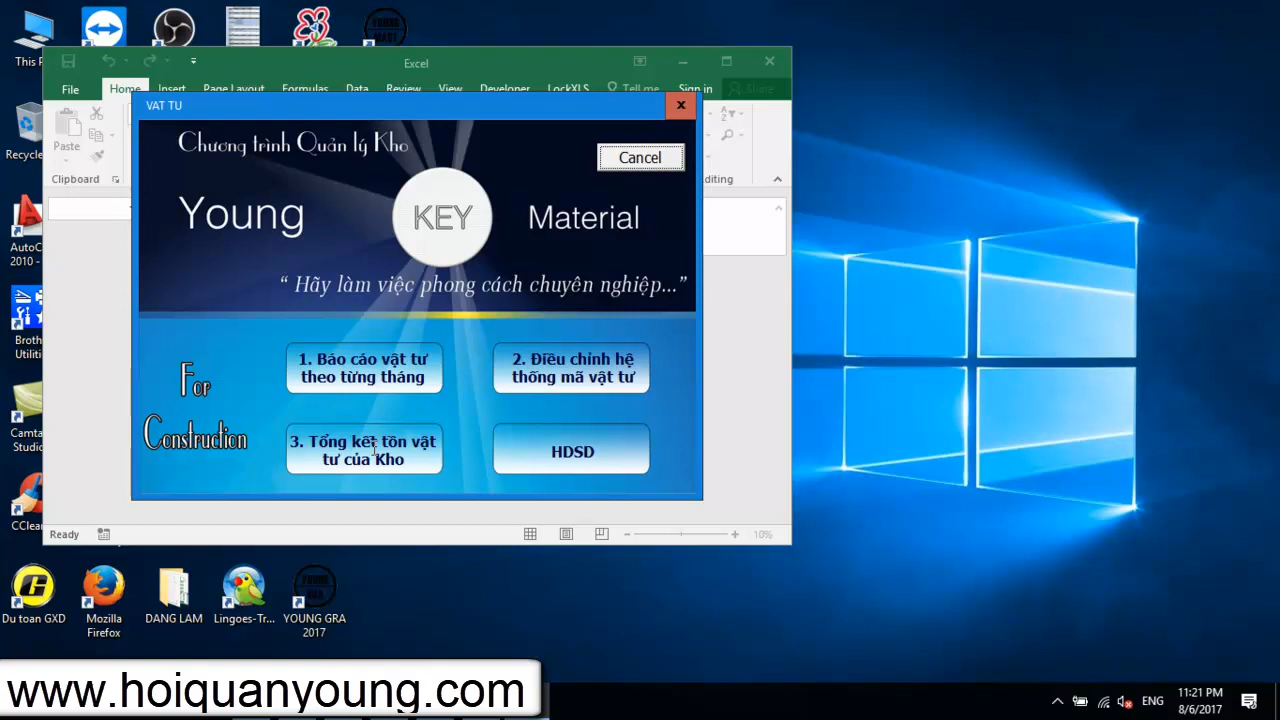 This P
Excel
File
Home
Insert
Page Layout
Formulas
Data
Review
View
Developer
LockXLS
Tell me
Sign in
Share
VAT TU
x
Recycle
Paste
Clipboard
Chương trình Quản lý Kho
Cancel
Young
KEY
Material
“ Hãy làm việc phong cách chuyên nghiệp...”
AutoC
2010 -
Broth
Utiliti
1. Báo cáo vật tư
theo từng tháng
2. Điều chỉnh hệ
thống mã vật tư
For
Construction
Camta
Studio
3. Tổng kết tồn vật
tư của Kho
HDSD
CClea
Ready
10%
Du toan GXD
Mozilla
Firefox
DANG LAM
Lingoes-Tr...
YOUNG GRA
2017
www.hoiquanyoung.com
ENG
11:21 PM
8/6/2017